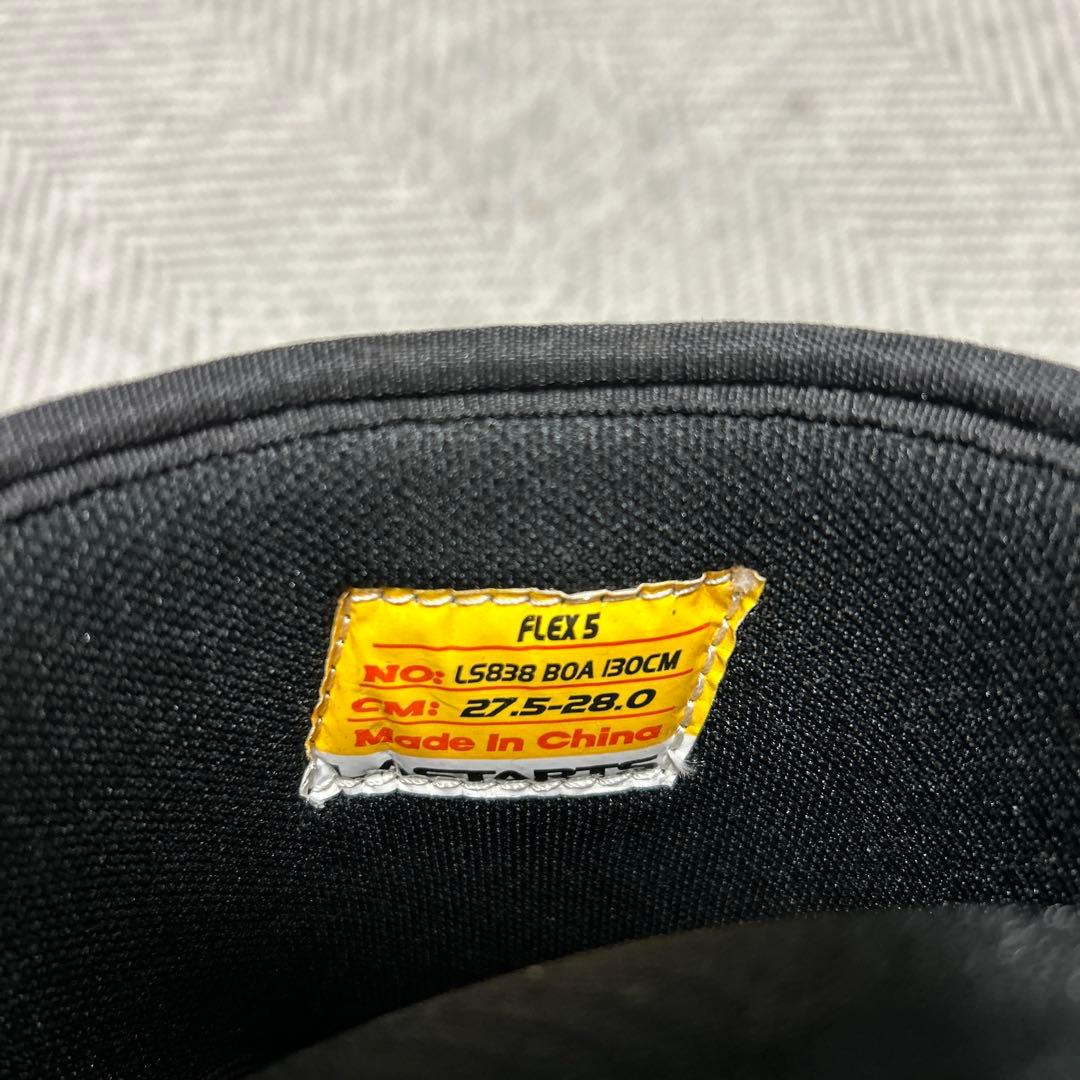 FLEX 5
NO: LS838 BOA 130CM
CM: 27.5-28.0
Made In China